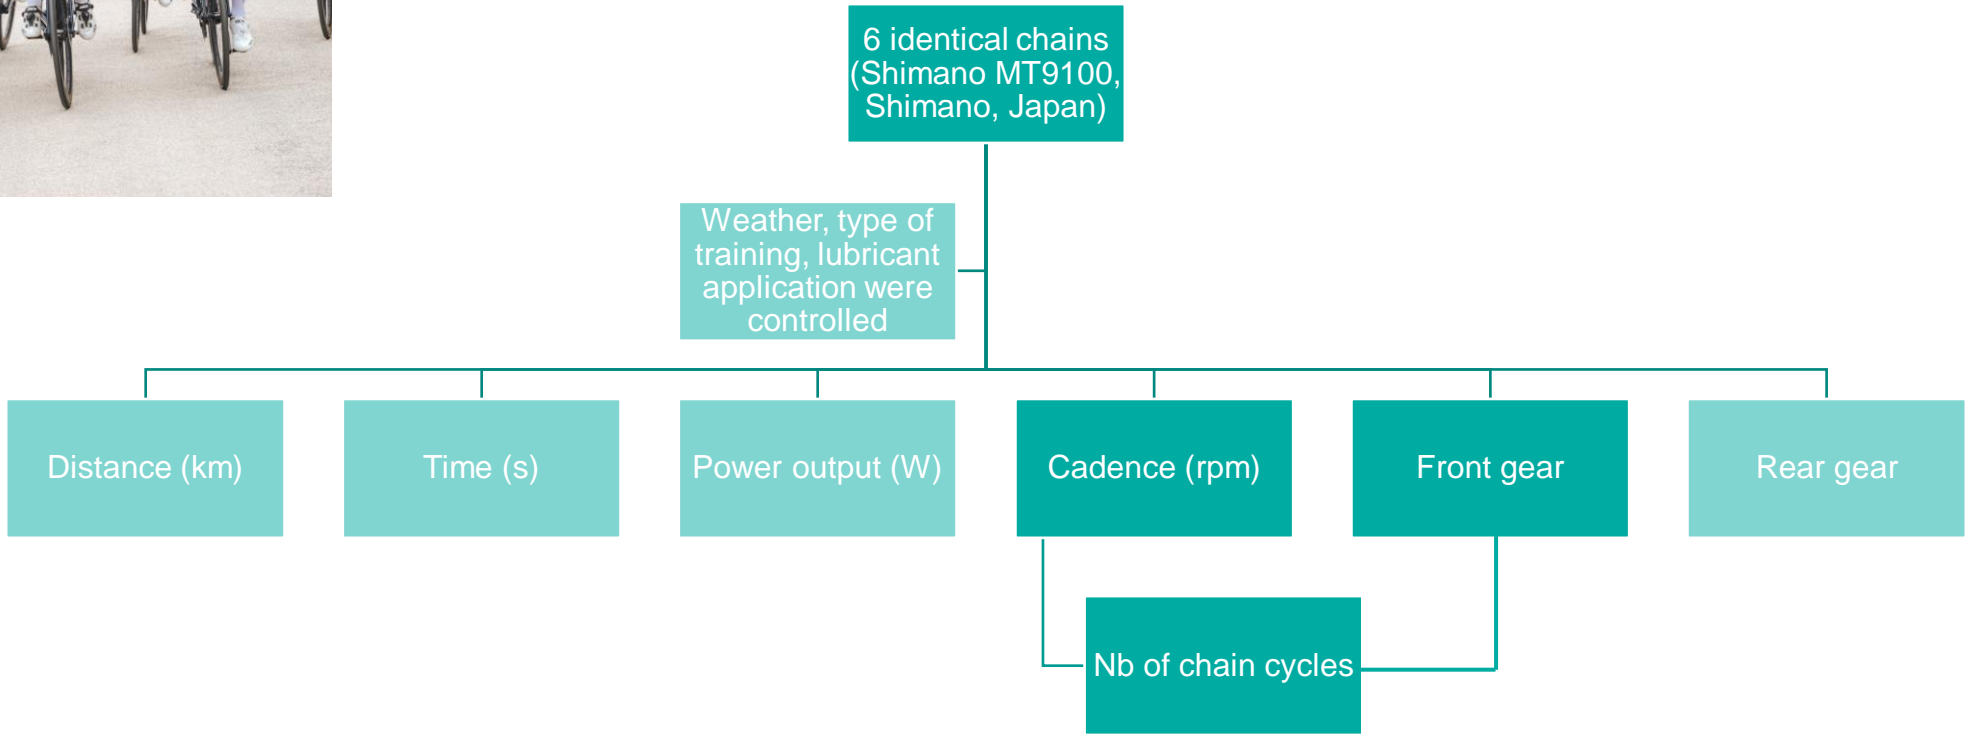 6 identical chains
(Shimano MT9100,
Shimano, Japan)
Weather, type of
training, lubricant
application were
controlled
Distance (km)
Time (s)
Power output (W)
Cadence (rpm)
Front gear
Rear gear
Nb of chain cycles